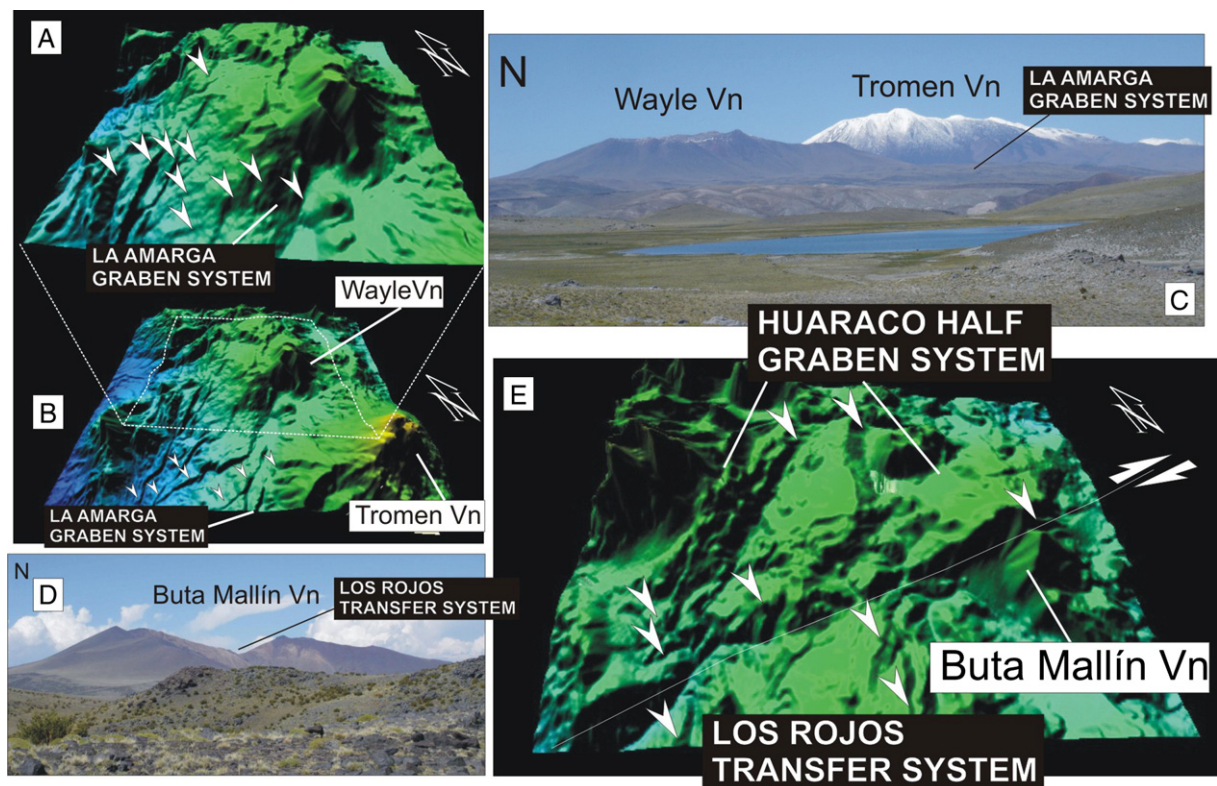 A
LA AMARGA
GRABEN SYSTEM
WayleVn
B
LA AMARGA
GRABEN SYSTEM
Tromen Vn
N
Wayle Vn
Tromen Vn
LA AMARGA
GRABEN SYSTEM
C
N
D
Buta Mallín Vn
LOS ROJOS
TRANSFER SYSTEM
HUARACO HALF
GRABEN SYSTEM
E
Buta Mallín Vn
LOS ROJOS
TRANSFER SYSTEM